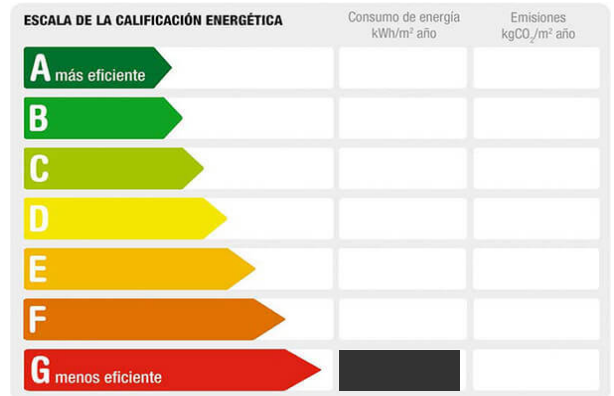 ESCALA DE LA CALIFICACIÓN ENERGÉTICA
Consumo de energía
kWh/m² año
Emisiones
kgCO₂/m² año
A más eficiente
B
C
D
E
F
G menos eficiente